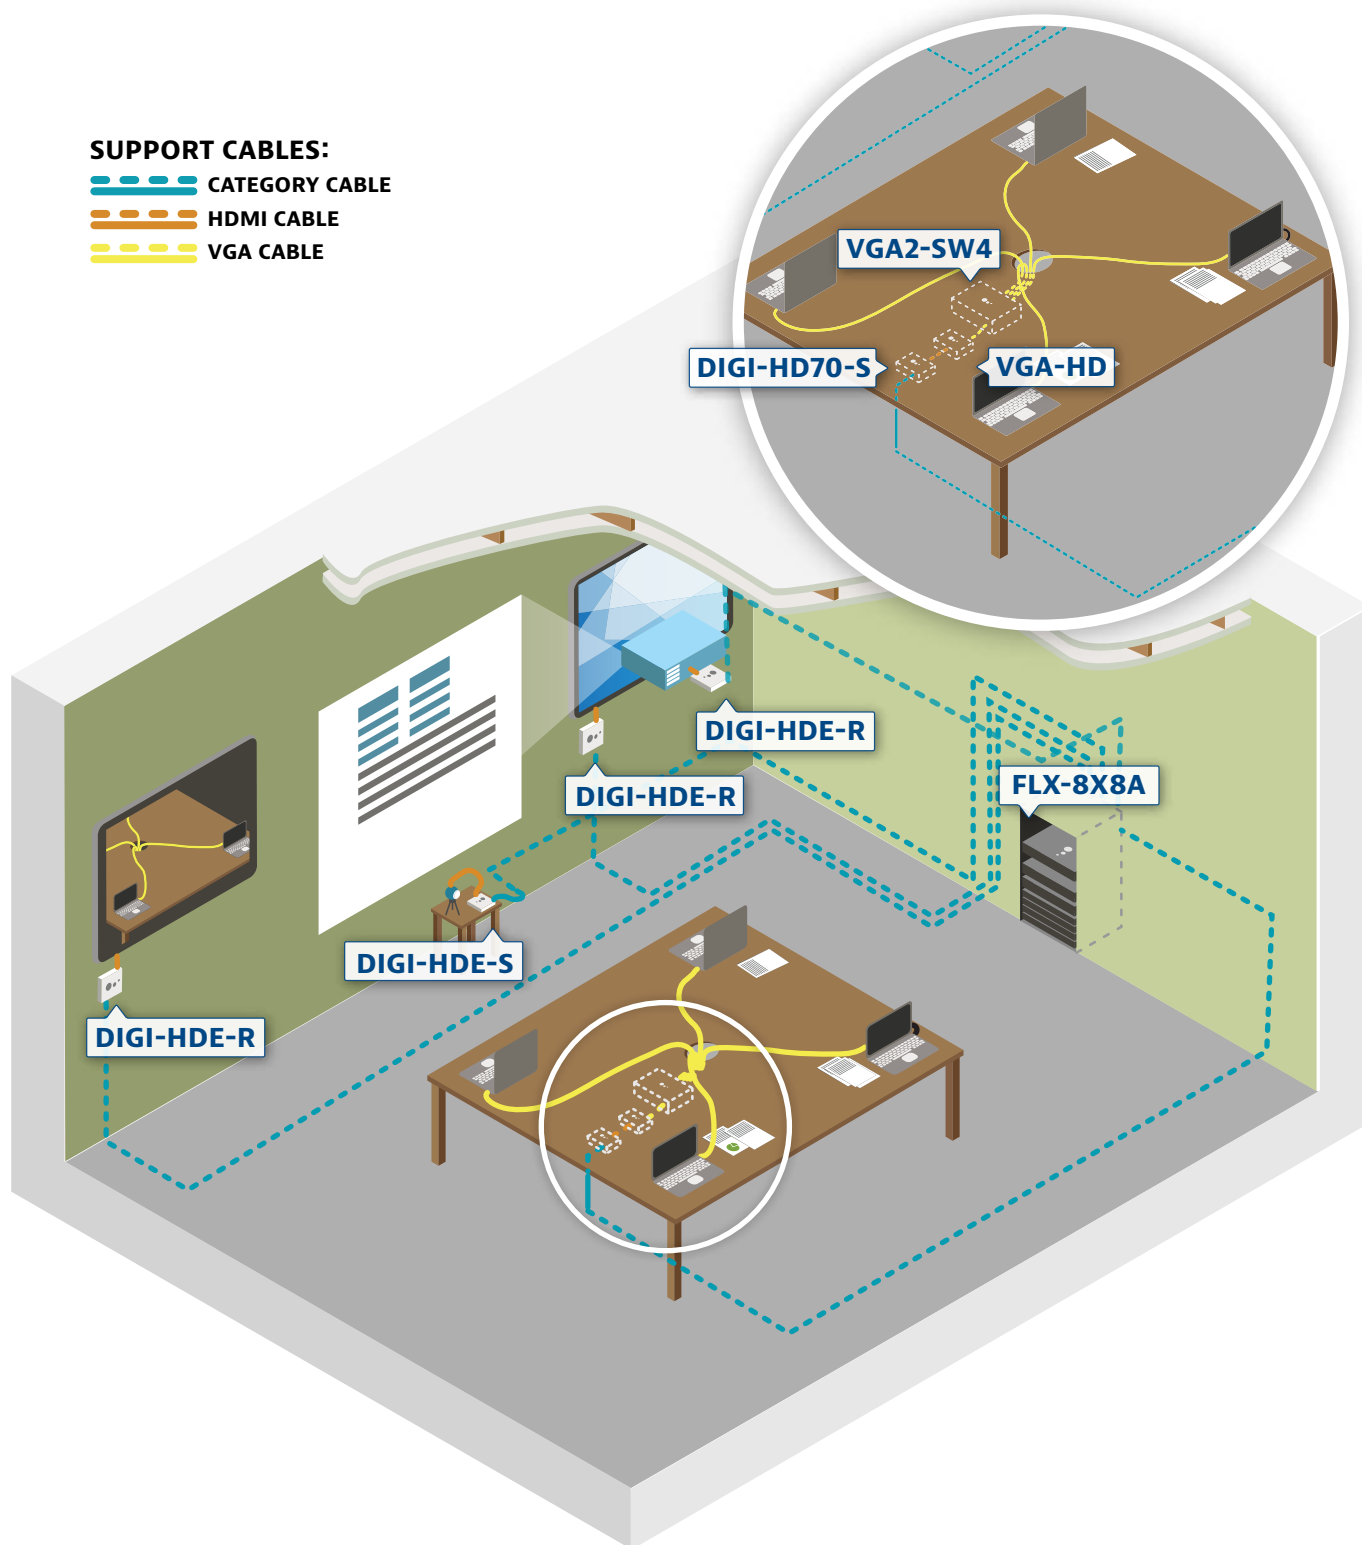 SUPPORT CABLES:
CATEGORY CABLE
HDMI CABLE
VGA CABLE
VGA2-SW4
DIGI-HD70-S
VGA-HD
DIGI-HDE-R
DIGI-HDE-R
FLX-8X8A
DIGI-HDE-S
DIGI-HDE-R